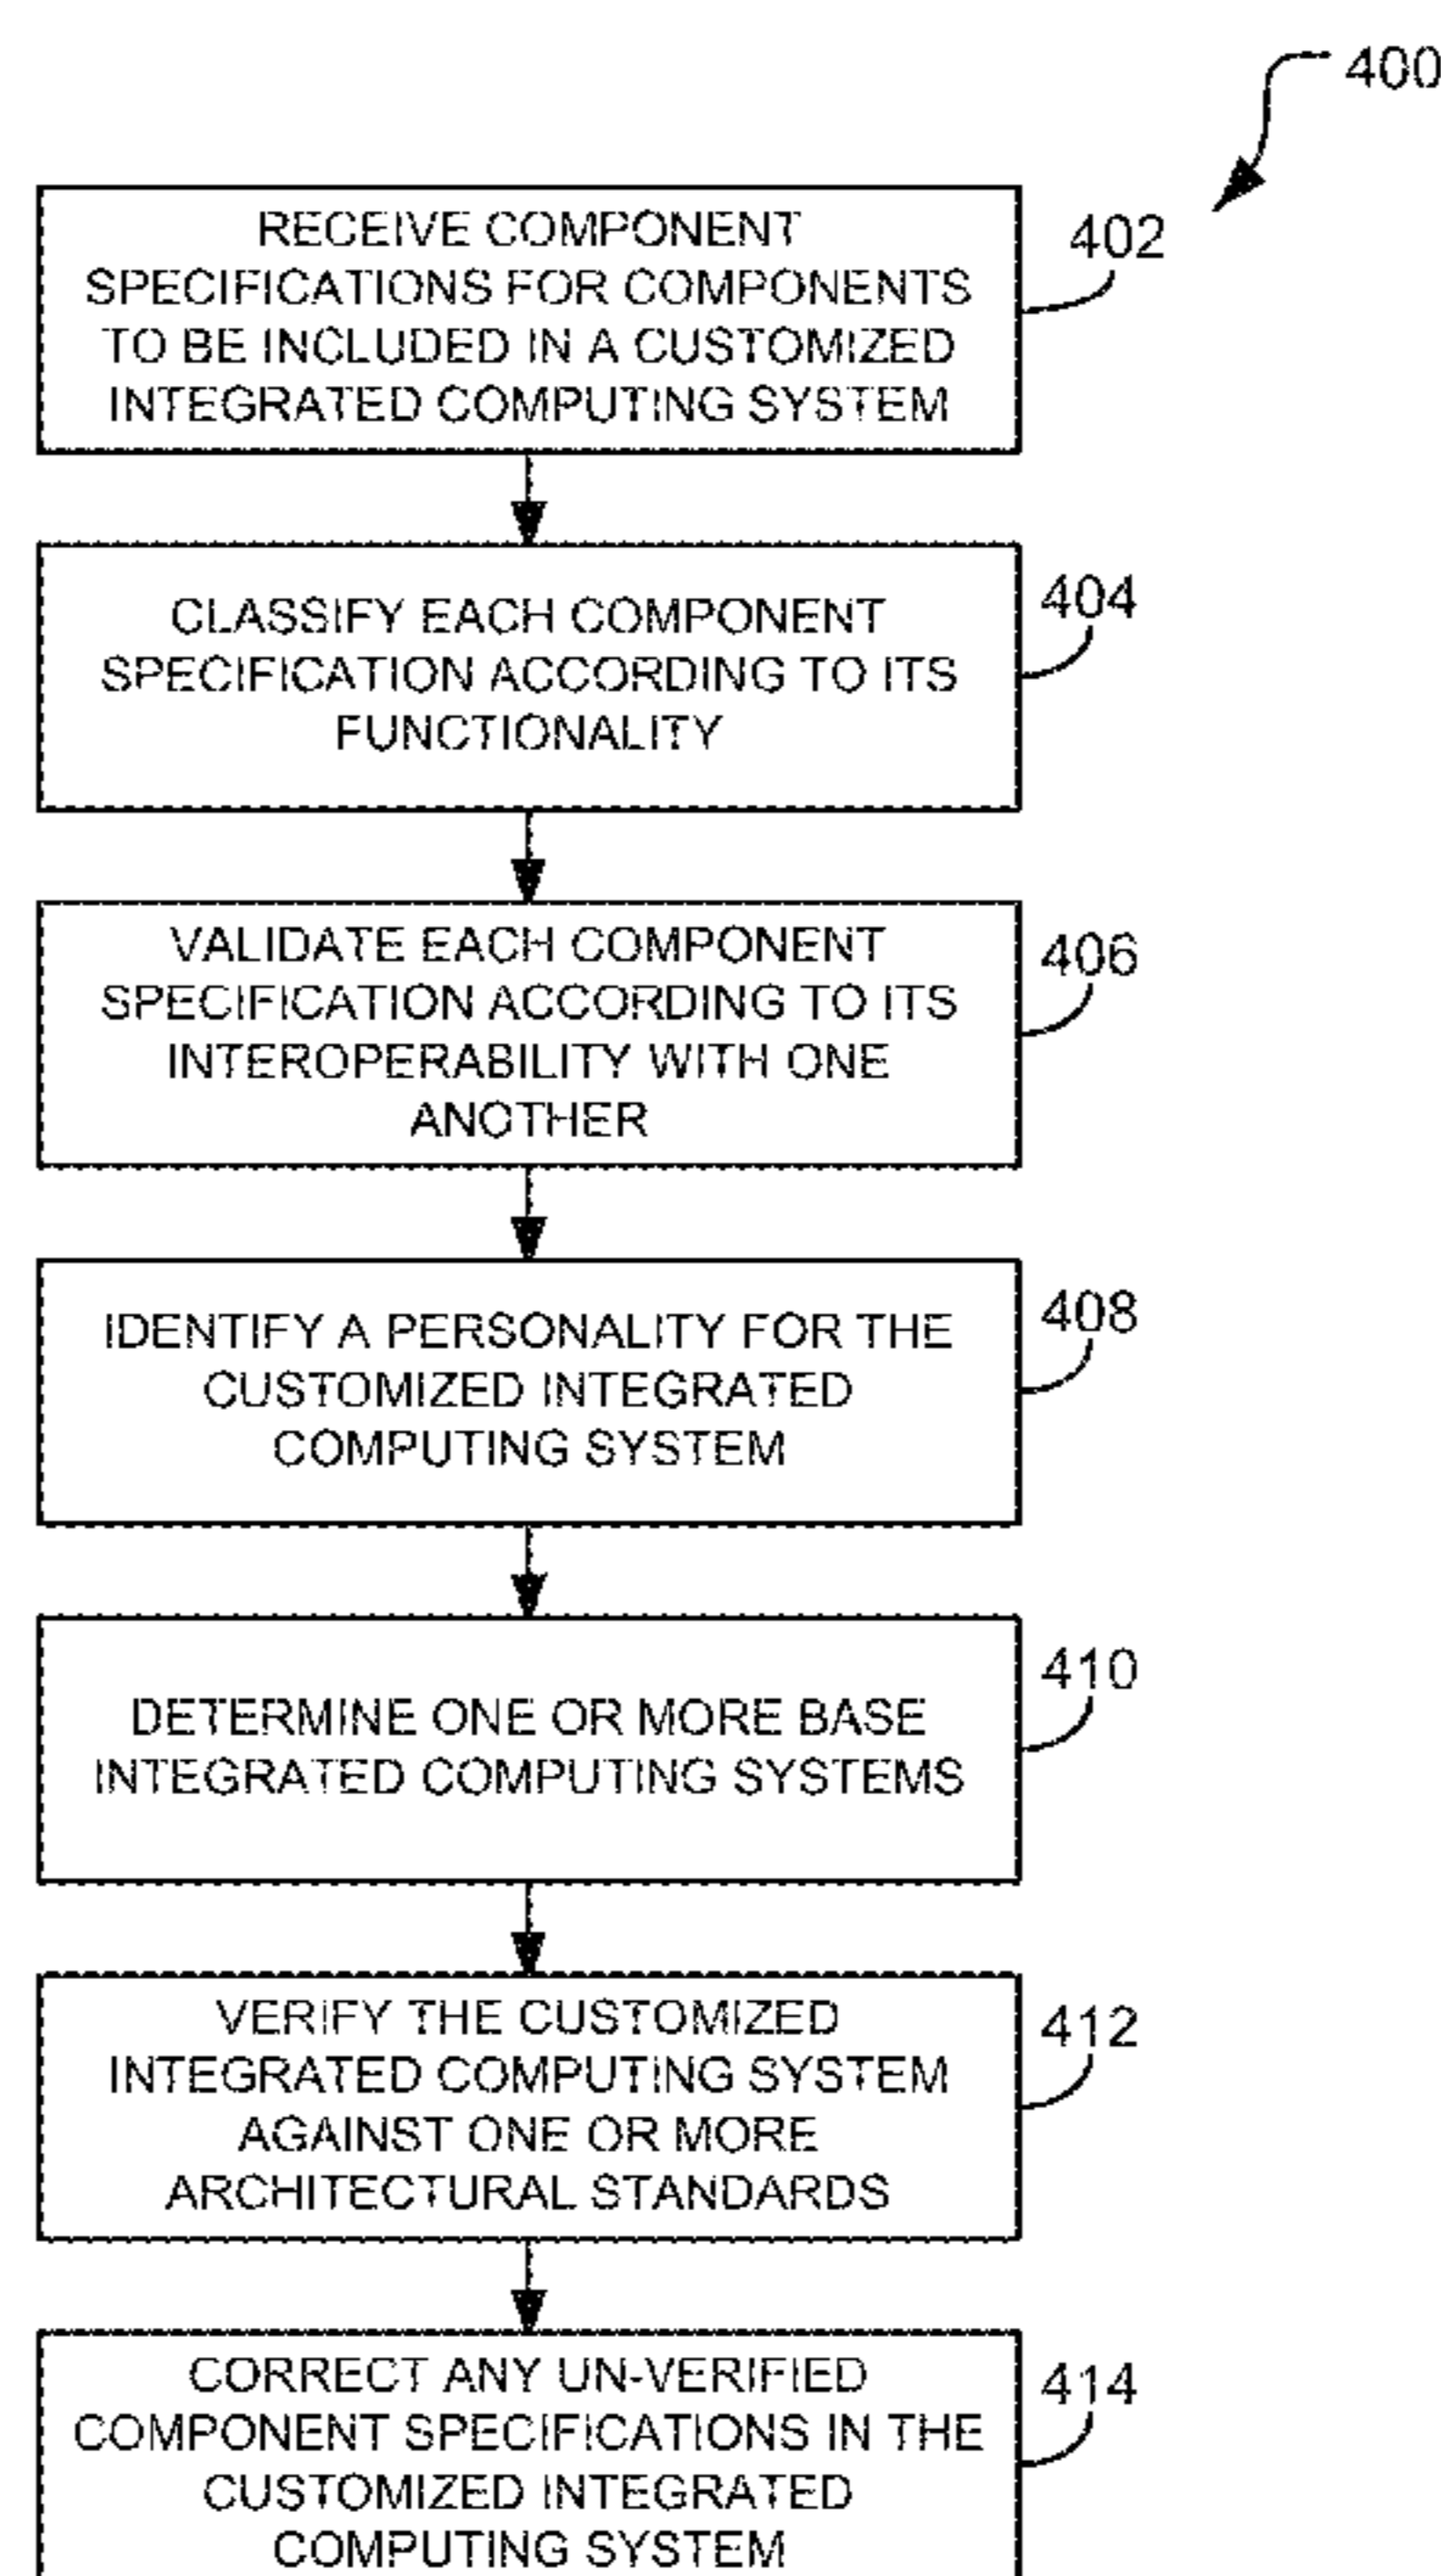 400
RECEIVE COMPONENT
SPECIFICATIONS FOR COMPONENTS
TO BE INCLUDED IN A CUSTOMIZED
INTEGRATED COMPUTING SYSTEM
402
CLASSIFY EACH COMPONENT
SPECIFICATION ACCORDING TO ITS
FUNCTIONALITY
404
VALIDATE EACH COMPONENT
SPECIFICATION ACCORDING TO ITS
INTEROPERABILITY WITH ONE
ANOTHER
406
IDENTIFY A PERSONALITY FOR THE
CUSTOMIZED INTEGRATED
COMPUTING SYSTEM
408
DETERMINE ONE OR MORE BASE
INTEGRATED COMPUTING SYSTEMS
410
VERIFY THE CUSTOMIZED
INTEGRATED COMPUTING SYSTEM
AGAINST ONE OR MORE
ARCHITECTURAL STANDARDS
412
CORRECT ANY UN-VERIFIED
COMPONENT SPECIFICATIONS IN THE
CUSTOMIZED INTEGRATED
COMPUTING SYSTEM
414